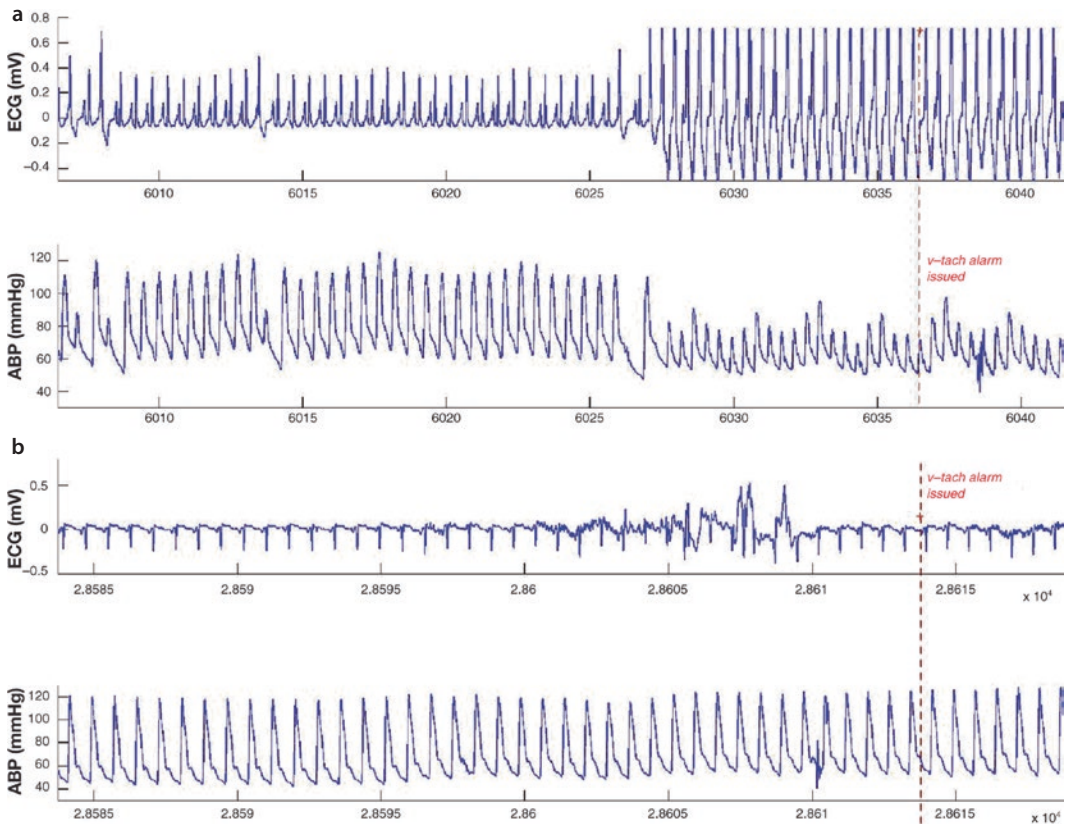 a
ECG (mV)
0.8
0.6
0.4
0.2
0
0.2
−0.4
6010 6015 6020 6025 6030 6035 6040
ABP (mmHg)
120
100
80
60
40
v–tach alarm
issued
6010 6015 6020 6025 6030 6035 6040
b
ECG (mV)
0.5
0
−0.5
v–tach alarm
issued
2.8585 2.859 2.8595 2.86 2.8605 2.861 2.8615 x 10⁴
ABP (mmHg)
120
100
80
60
40
2.8585 2.859 2.8595 2.86 2.8605 2.861 2.8615 x 10⁴